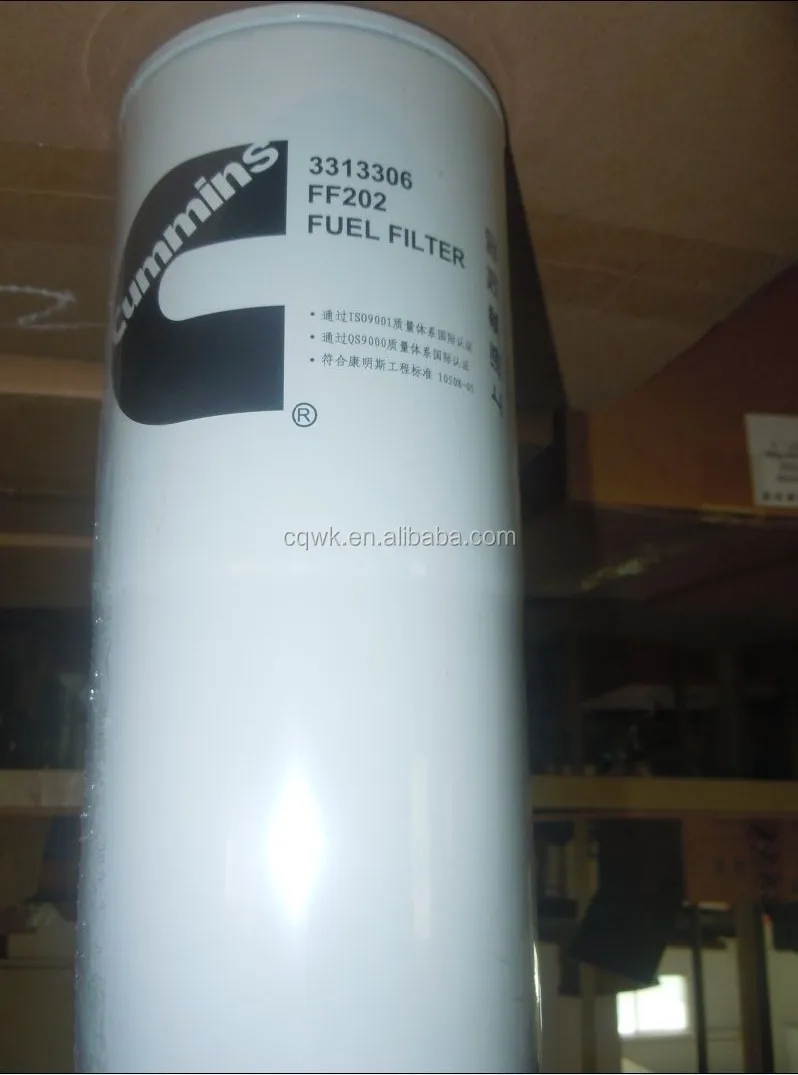 cummins
3313306
FF202
FUEL FILTER
• 通过ISO9001质量体系国际认证
• 通过QS9000质量体系国际认证
• 符合康明斯工程标准 10500-05
®
cqwk.en.alibaba.com